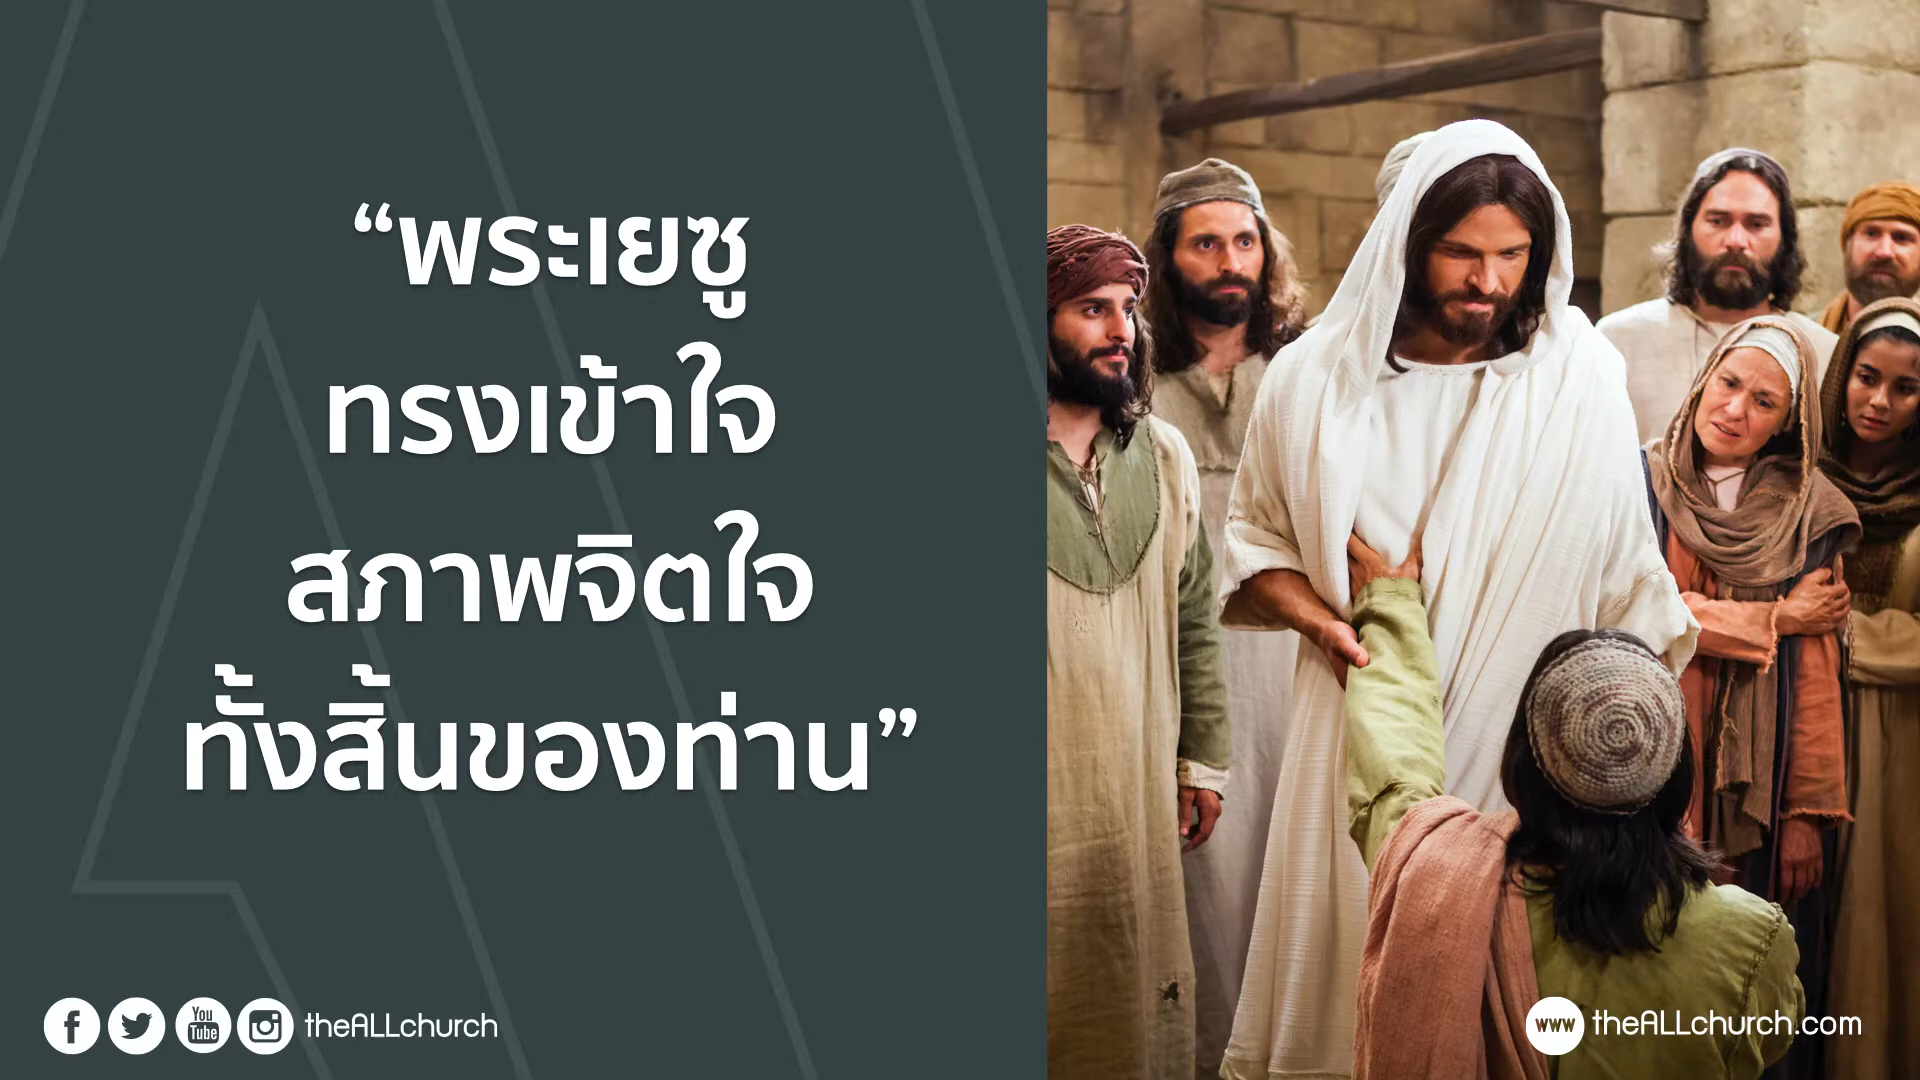 “พระเยซู
ทรงเข้าใจ
สภาพจิตใจ
ทั้งสิ้นของท่าน”
You Tube theALLchurch
www theALLchurch.com